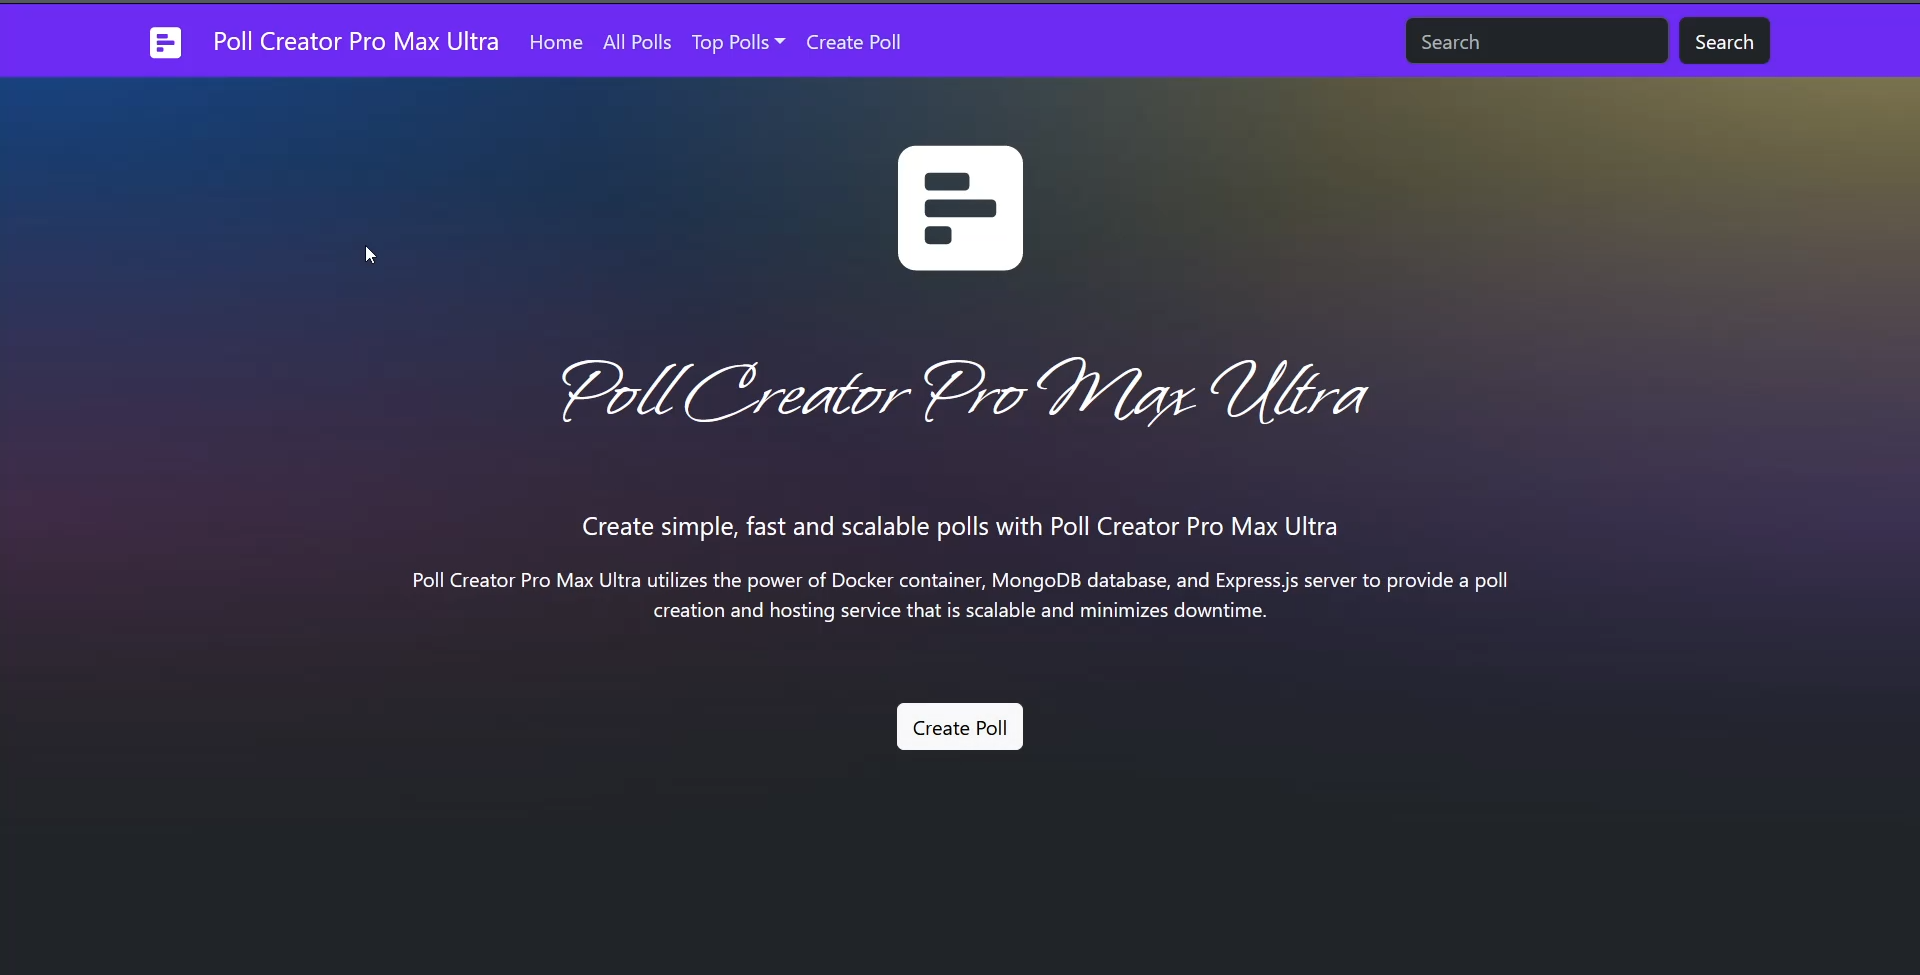 Poll Creator Pro Max Ultra Home All Polls Top Polls Create Poll Search Search
Poll Creator Pro Max Ultra
Create simple, fast and scalable polls with Poll Creator Pro Max Ultra
Poll Creator Pro Max Ultra utilizes the power of Docker container, MongoDB database, and Express.js server to provide a poll
creation and hosting service that is scalable and minimizes downtime.
Create Poll